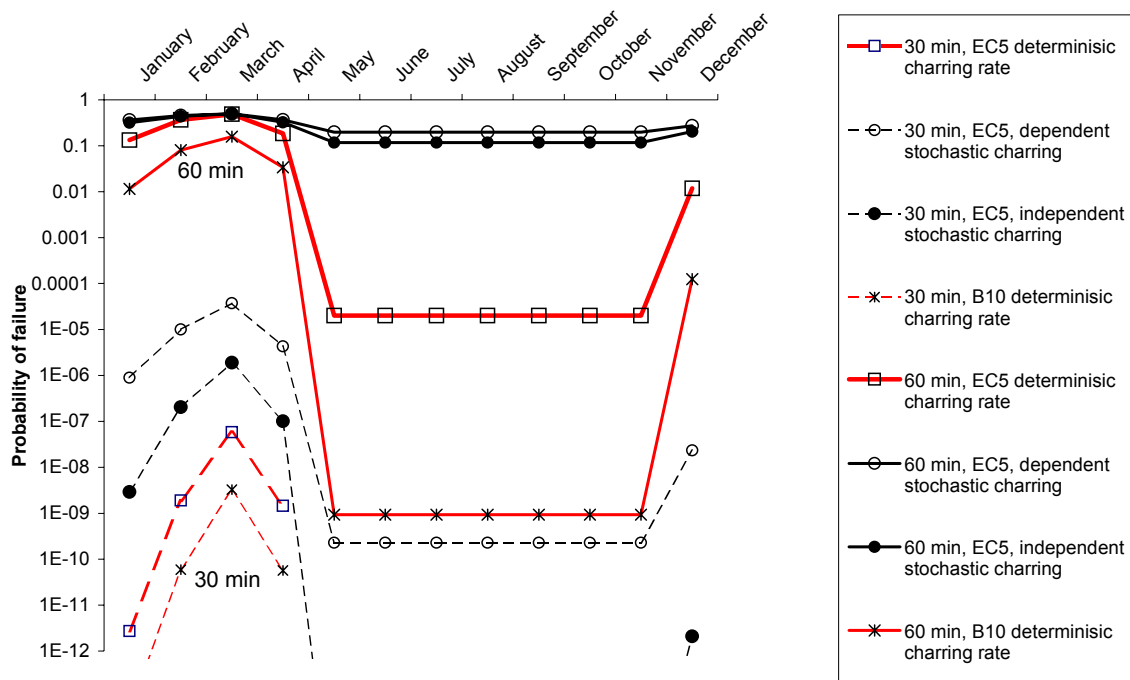 January
February
March
April
May
June
July
August
September
October
November
December
Probability of failure
1
0.1
0.01
0.001
0.0001
1E-05
1E-06
1E-07
1E-08
1E-09
1E-10
1E-11
1E-12
60 min
30 min
30 min, EC5 determinisic
charring rate
30 min, EC5, dependent
stochastic charring
30 min, EC5, independent
stochastic charring
30 min, B10 determinisic
charring rate
60 min, EC5 determinisic
charring rate
60 min, EC5, dependent
stochastic charring
60 min, EC5, independent
stochastic charring
60 min, B10 determinisic
charring rate